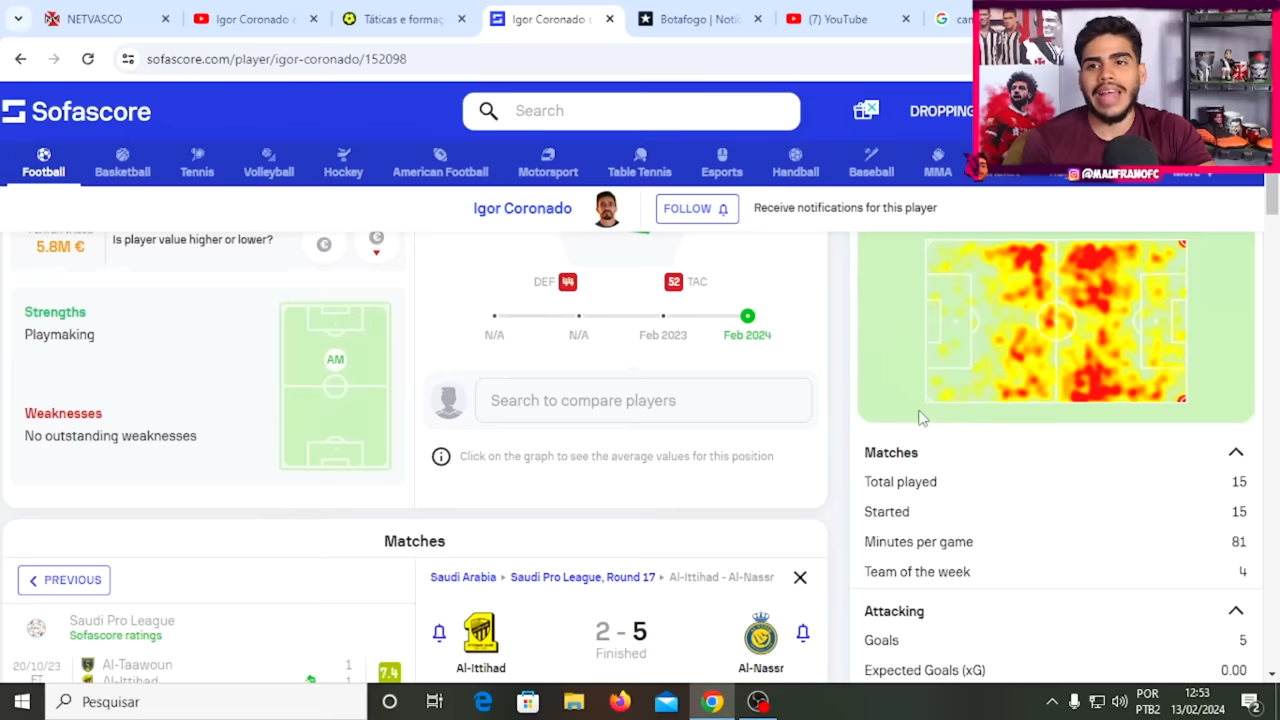 NETVASCO
Igor Coronado
Táticas e formaç
Igor Coronado s
Botafogo | Notíc
(7) YouTube
can
sofascore.com/player/igor-coronado/152098
Sofascore
Search
DROPPING
Football
Basketball
Tennis
Volleyball
Hockey
American Football
Motorsport
Table Tennis
Esports
Handball
Baseball
MMA
@MAUFRANOFC
Igor Coronado
FOLLOW
Receive notifications for this player
5.8M €
Is player value higher or lower?
Strengths
Playmaking
AM
Weaknesses
No outstanding weaknesses
DEF 44
52 TAC
N/A
N/A
Feb 2023
Feb 2024
Search to compare players
Click on the graph to see the average values for this position
Matches
Total played 15
Started 15
Minutes per game 81
Team of the week 4
Attacking
Goals 5
Expected Goals (xG) 0.00
Matches
PREVIOUS
Saudi Pro League
Sofascore ratings
20/10/23
FT
Al-Taawoun 1
Al-Ittihad 1
7.4
Saudi Arabia
Saudi Pro League, Round 17
Al-Ittihad - Al-Nassr
2 - 5
Finished
Al-Ittihad
Al-Nassr
Pesquisar
POR
PTB2
12:53
13/02/2024
2